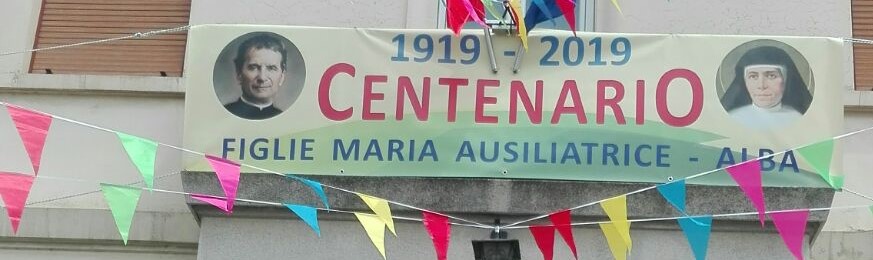 1919 - 2019
CENTENARIO
FIGLIE MARIA AUSILIATRICE - ALBA